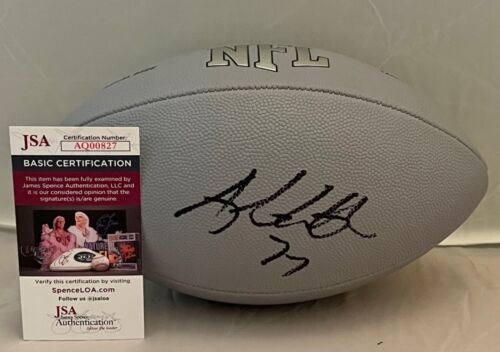 NFL
JSA
Certification Number:
AQ00827
BASIC CERTIFICATION
This item has been fully examined by
James Spence Authentication, LLC and it
is our considered opinion that the
signature(s) is/are genuine.
Verify this certification by visiting
SpenceLOA.com
Follow us @jsaloa
JSA
James Spence
Authentication
77